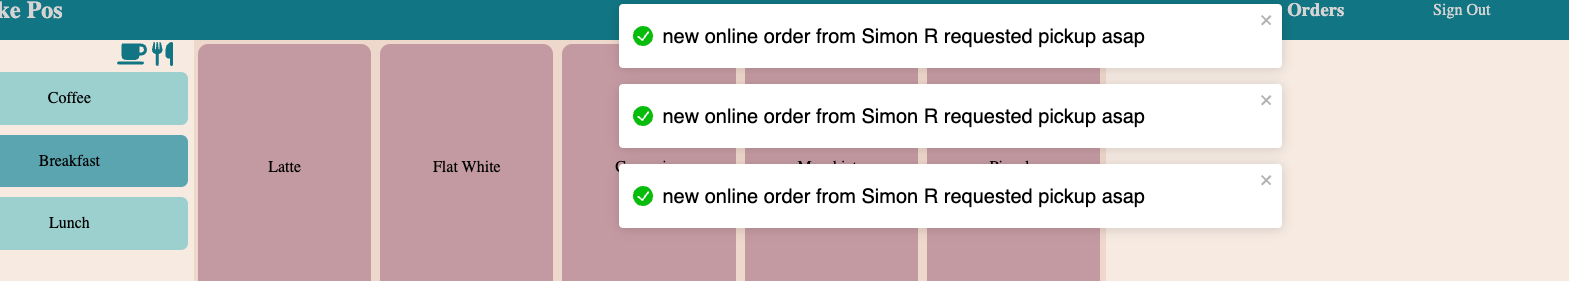 ke Pos
Orders
Sign Out
new online order from Simon R requested pickup asap
new online order from Simon R requested pickup asap
new online order from Simon R requested pickup asap
Coffee
Breakfast
Lunch
Latte
Flat White